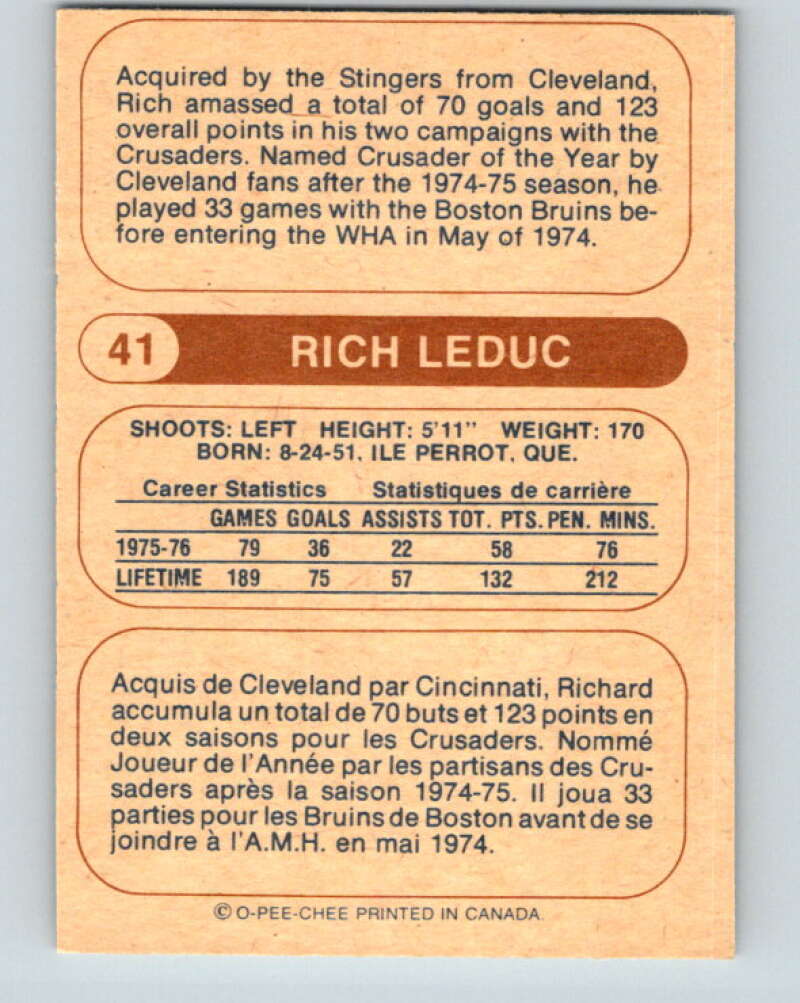 Acquired by the Stingers from Cleveland,
Rich amassed a total of 70 goals and 123
overall points in his two campaigns with the
Crusaders. Named Crusader of the Year by
Cleveland fans after the 1974-75 season, he
played 33 games with the Boston Bruins be-
fore entering the WHA in May of 1974.
41 RICH LEDUC
SHOOTS: LEFT HEIGHT: 5'11" WEIGHT: 170
BORN: 8-24-51, ILE PERROT, QUE.
Career Statistics Statistiques de carrière
GAMES GOALS ASSISTS TOT. PTS. PEN. MINS.
1975-76 79 36 22 58 76
LIFETIME 189 75 57 132 212
Acquis de Cleveland par Cincinnati, Richard
accumula un total de 70 buts et 123 points en
deux saisons pour les Crusaders. Nommé
Joueur de l'Année par les partisans des Cru-
saders après la saison 1974-75. Il joua 33
parties pour les Bruins de Boston avant de se
joindre à l'A.M.H. en mai 1974.
© O-PEE-CHEE PRINTED IN CANADA.